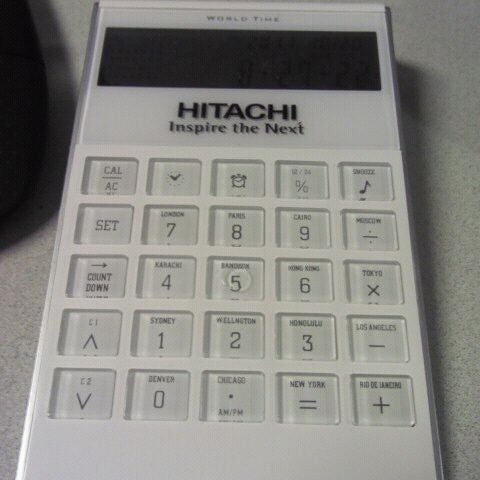 WORLD TIME
HITACHI
Inspire the Next
CAL
AC
12 / 24
%
SNOOZE
SET
LONDON
7
PARIS
8
CAIRO
9
MOSCOW
÷
→
COUNT
DOWN
KARACHI
4
BANGKOK
5
HONG KONG
6
TOKYO
×
C1
SYDNEY
1
WELLNGTON
2
HONOLULU
3
LOS ANGELES
−
C2
DENVER
0
CHICAGO
.
AM/PM
NEW YORK
=
RIO DE JANEIRO
+